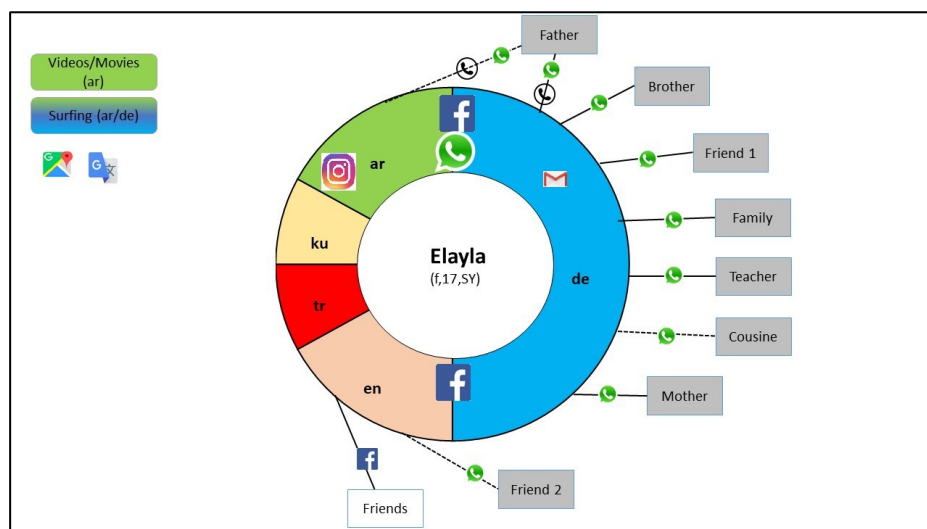 Videos/Movies
(ar)
Surfing (ar/de)
Father
Brother
Friend 1
Family
Teacher
Cousine
Mother
Friend 2
Friends
ar
ku
tr
en
de
Elayla
(f,17,SY)